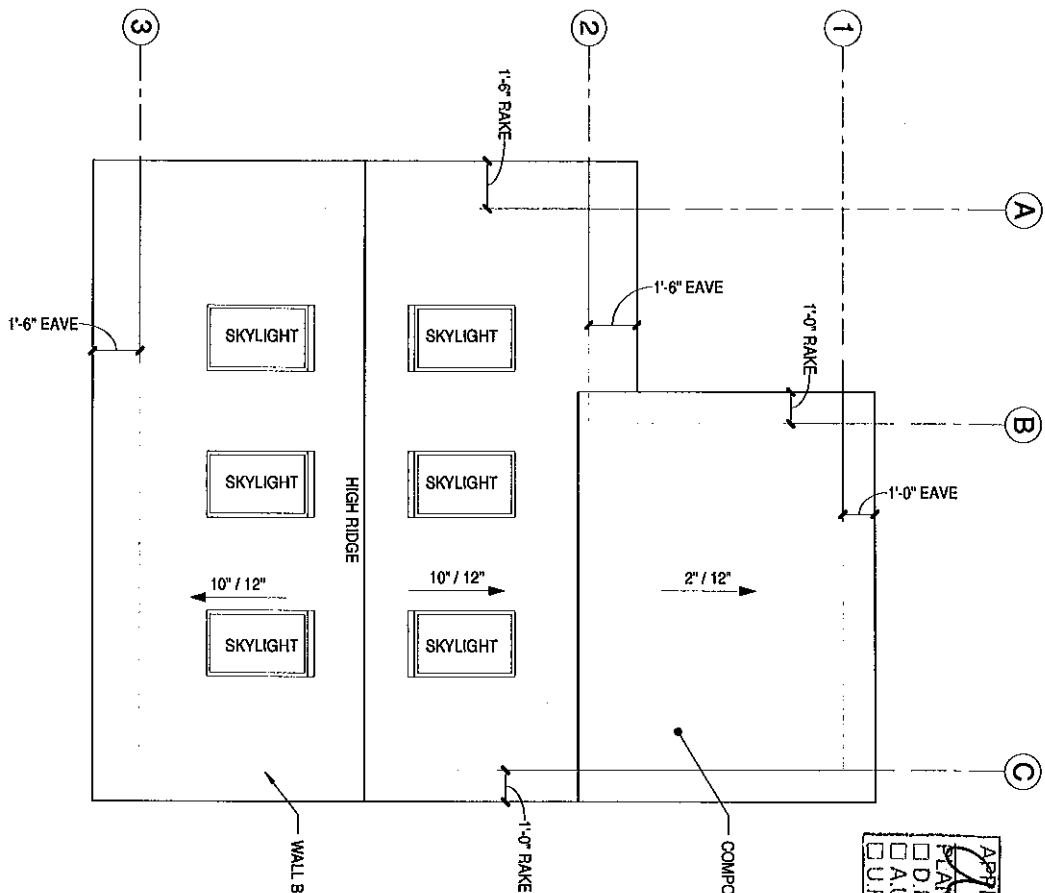 3
2
1
1'-6" RAKE
A
1'-6" EAVE
1'-6" EAVE
1'-0" RAKE
B
SKYLIGHT
SKYLIGHT
1'-0" EAVE
SKYLIGHT
SKYLIGHT
HIGH RIDGE
10" / 12"
10" / 12"
2" / 12"
SKYLIGHT
SKYLIGHT
C
1'-0" RAKE
WALL B
COMPO